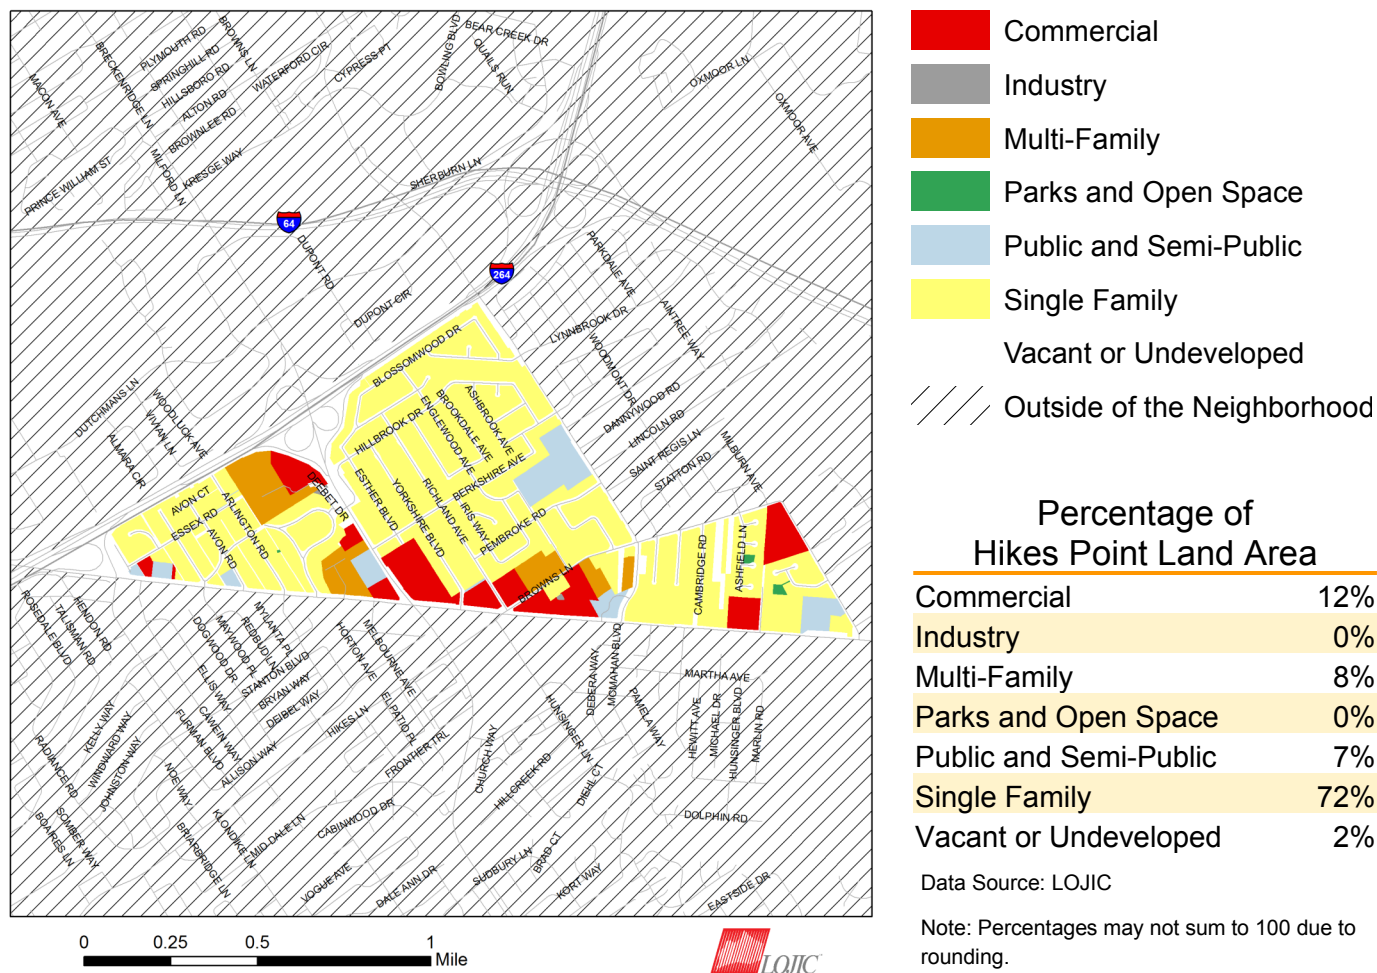 BROWNS LN
BEAR CREEK DR
PLYMOUTH RD
BOWLING BLVD
QUAILS RUN
BRECKENRIDGE LN
SPRINGHILL RD
WATERFORD CIR
CYPRESS PT
OXMOOR LN
HILLSBORO RD
MACON AVE
ALTON RD
OXMOOR AVE
BROWNLEE RD
MILFORD LN
KRESGE WAY
PRINCE WILLIAM ST
SHERBURN LN
64
DUPONT RD
264
PARKDALE AVE
DUPONT CIR
AINTREE WAY
LYNNBROOK DR
BLOSSOMWOOD DR
WOODMONT DR
DUTCHMANS LN
WOODLUCK AVE
VIVIAN LN
ALMARA CIR
ASHBROOK AVE
BROOKDALE AVE
ENGLEWOOD AVE
HILLBROOK DR
DANNYWOOD RD
LINCOLN RD
SAINT REGIS LN
STATTON RD
MILBURN AVE
BERKSHIRE AVE
DEEBET DR
ESTHER BLVD
YORKSHIRE BLVD
RICHLAND AVE
IRIS WAY
PEMBROKE RD
AVON CT
ESSEX RD
ARLINGTON RD
AVON RD
BROWNS LN
CAMBRIDGE RD
ASHFIELD LN
ROSEDALE BLVD
TALISMAN RD
HENDON RD
DOGWOOD DR
MAYWOOD PL
REDBUD LN
MYLANTA PL
STANTON BLVD
BRYAN WAY
DEIBEL WAY
HORTON AVE
MELBOURNE AVE
ELLIS WAY
CAWEIN WAY
FURMAN BLVD
ALLISON WAY
HIKES LN
EL PATIO PL
FRONTIER TRL
DEBERA WAY
MCMAHAN BLVD
PAMELA WAY
MARTHA AVE
HEWITT AVE
MICHAEL DR
HUNSINGER BLVD
MARLIN RD
HUNSINGER LN
CHURCH WAY
HILLCREEK RD
DIEHL CT
DOLPHIN RD
KELLY WAY
WINDWARD WAY
JOHNSTON WAY
RADIANCE RD
NOE WAY
SOMBER WAY
BOAIRES LN
BRIARBRIDGE LN
KLONDIKE LN
MID DALE LN
CABINWOOD DR
VOGUE AVE
DALE ANN DR
SUDBURY LN
BRAD CT
KORT WAY
EASTSIDE DR
0 0.25 0.5 1
Mile
LOJIC
Commercial
Industry
Multi-Family
Parks and Open Space
Public and Semi-Public
Single Family
Vacant or Undeveloped
Outside of the Neighborhood
Percentage of
Hikes Point Land Area
Commercial 12%
Industry 0%
Multi-Family 8%
Parks and Open Space 0%
Public and Semi-Public 7%
Single Family 72%
Vacant or Undeveloped 2%
Data Source: LOJIC
Note: Percentages may not sum to 100 due to
rounding.